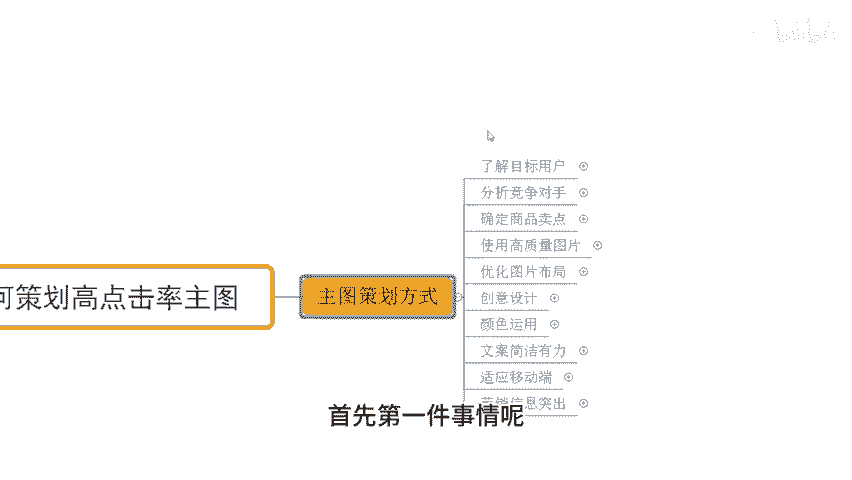 了解目标用户
分析竞争对手
确定商品卖点
使用高质量图片
优化图片布局
何策划高点击率主图
主图策划方式
创意设计
颜色运用
文案简洁有力
适应移动端
营销信息突出
首先第一件事情呢